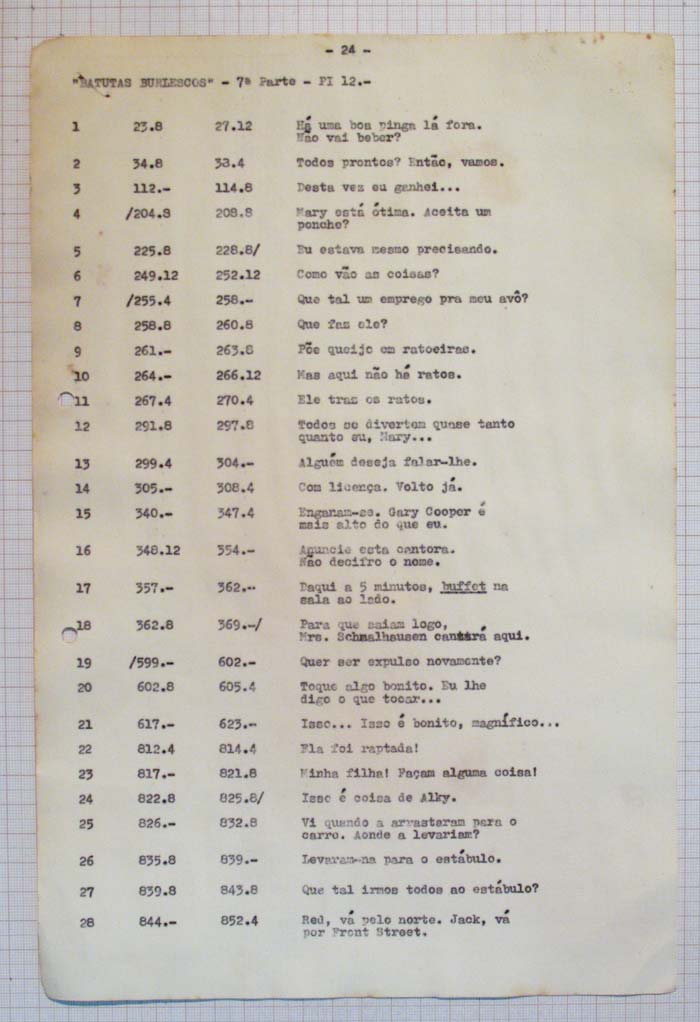 - 24 -
"BATUTAS BURLESCOS" - 7ª Parte - PI 12.-
1 23.8 27.12 Há uma boa pinga lá fora.
Não vai beber?
2 34.8 38.4 Todos prontos? Então, vamos.
3 112.- 114.8 Desta vez eu ganhei...
4 /204.8 208.8 Mary está ótima. Aceita um
ponche?
5 225.8 228.8/ Eu estava mesmo precisando.
6 249.12 252.12 Como vão as coisas?
7 /255.4 258.- Que tal um emprego pra meu avô?
8 258.8 260.8 Que faz ele?
9 261.- 263.8 Põe queijo em ratoeiras.
10 264.- 266.12 Mas aqui não há ratos.
11 267.4 270.4 Ele traz os ratos.
12 291.8 297.8 Todos se divertem quase tanto
quanto eu, Mary...
13 299.4 304.- Alguém deseja falar-lhe.
14 305.- 308.4 Com licença. Volto já.
15 340.- 347.4 Enganam-se. Gary Cooper é
mais alto do que eu.
16 348.12 354.- Anuncie esta cantora.
Não decifro o nome.
17 357.- 362.- Daqui a 5 minutos, buffet na
sala ao lado.
18 362.8 369.-/ Para que saiam logo,
Mrs. Schmalhausen cantará aqui.
19 /599.- 602.- Quer ser expulso novamente?
20 602.8 605.4 Toque algo bonito. Eu lhe
digo o que tocar...
21 617.- 623.- Isso... Isso é bonito, magnífico...
22 812.4 814.4 Ela foi raptada!
23 817.- 821.8 Minha filha! Façam alguma coisa!
24 822.8 825.8/ Isso é coisa de Alky.
25 826.- 832.8 Vi quando a arrastaram para o
carro. Aonde a levariam?
26 835.8 839.- Levaram-na para o estábulo.
27 839.8 843.8 Que tal irmos todos ao estábulo?
28 844.- 852.4 Red, vá pelo norte. Jack, vá
por Front Street.